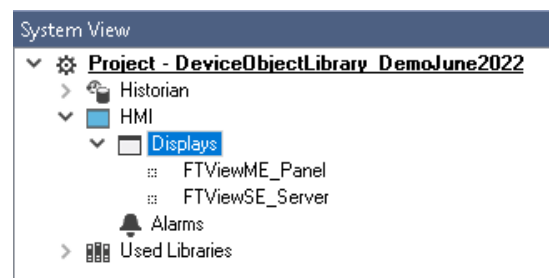 System View
Project - DeviceObjectLibrary_DemoJune2022
Historian
HMI
Displays
FTViewME_Panel
FTViewSE_Server
Alarms
Used Libraries